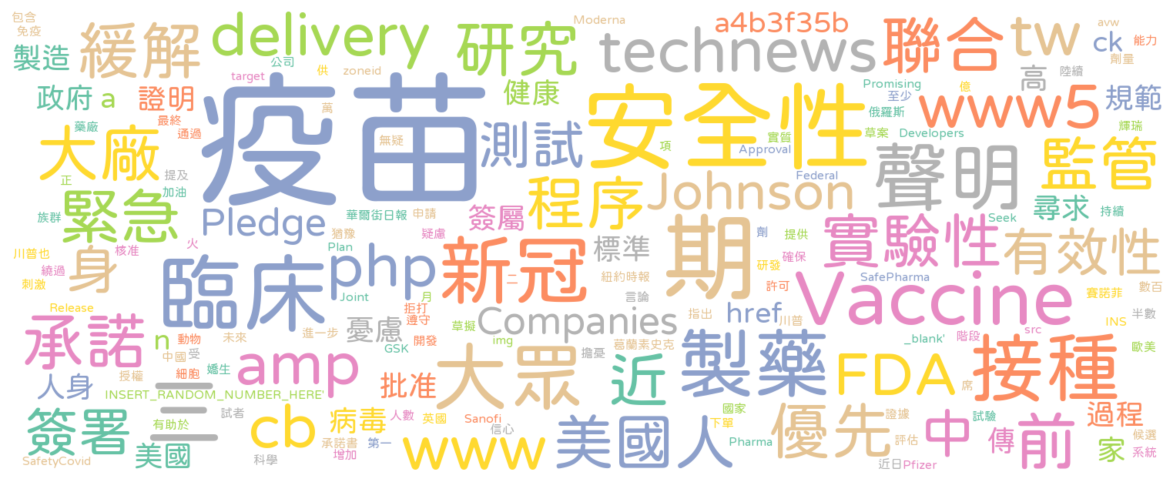 包含
免疫
製造
緩解
delivery
公司
target
供
zoneid
研究
Moderna
technews
a4b3f35b
聯合
tw
avw
ck
能力
劑量
高
陸續
政府
a
證明
藥廠
最終
通過
萬
健康
Promising
至少
億
俄羅斯
www5
規範
大廠
疫苗
無疑
測試
安全性
項
實質
草案
Developers
Approval
Federal
輝瑞
聲明
監管
正
提及
加油
緊急
族群
Pledge
華爾街日報
申請
猶豫
疑慮
簽屬
程序
Johnson
Seek
尋求
持續
川普也
核准
繞過
火
刺激
身
臨床
Plan
Joint
php
月
新冠
二
標準
紐約時報
言論
期
劑
提供
研發
確保
許可
實驗性
SafePharma
有效性
數百
賽諾菲
Release
承諾
n
動物
未來
中國
受
進一步
憂慮
拒打
遵守
草擬
開發
GSK
img
Companies
擔憂
葛蘭素史克
指出
href
川普
Vaccine
_blank'
階段
src
INS
半數
歐美
人身
授權
細胞
嬌生
三
amp
批准
大眾
近
製藥
FDA
席
接種
INSERT_RANDOM_NUMBER_HERE'
簽署
有助於
試者
cb
病毒
人數
英國
Sanofi
信心
國家
下單
優先
證據
評估
中
試驗
傳
前
過程
家
候選
系統
SafetyCovid
美國
科學
承諾書
增加
第一
www
美國人
Pharma
近日
Pfizer